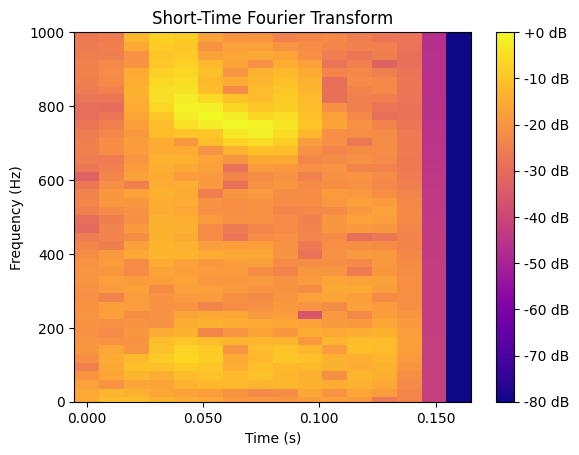 Short-Time Fourier Transform
1000
800
600
400
200
0
Frequency (Hz)
0.000
0.050
0.100
0.150
Time (s)
+0 dB
-10 dB
-20 dB
-30 dB
-40 dB
-50 dB
-60 dB
-70 dB
-80 dB